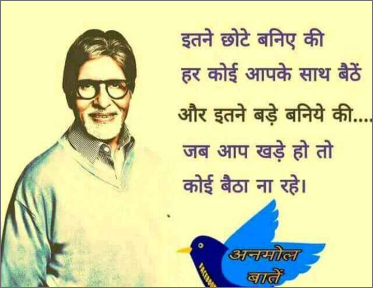 इतने छोटे बनिए की
हर कोई आपके साथ बैठें
और इतने बड़े बनिये की....
जब आप खड़े हो तो
कोई बैठा ना रहे।
अनमोल
बातें